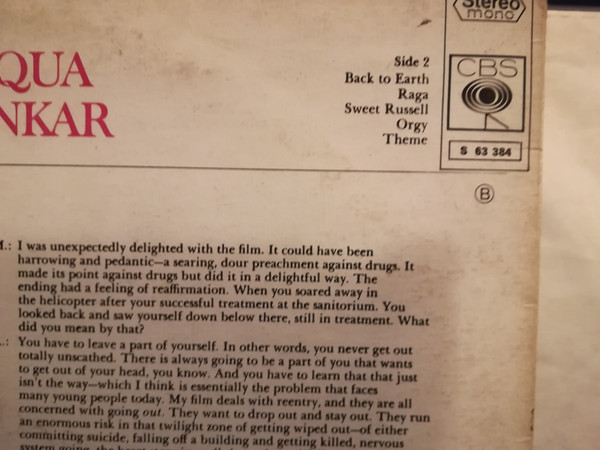 Stereo
mono
QUA
NKAR
Side 2
Back to Earth
Raga
Sweet Russell
Orgy
Theme
CBS
S 63 384
B
I was unexpectedly delighted with the film. It could have been
harrowing and pedantic—a searing, dour preachment against drugs. It
made its point against drugs but did it in a delightful way. The
ending had a feeling of reaffirmation. When you soared away in
the helicopter after your successful treatment at the sanitorium. You
looked back and saw yourself down below there, still in treatment. What
did you mean by that?
You have to leave a part of yourself. In other words, you never get out
totally unscathed. There is always going to be a part of you that wants
to get out of your head, you know. And you have to learn that that just
isn't the way—which I think is essentially the problem that faces
many young people today. My film deals with reentry, and they are all
concerned with going out. They want to drop out and stay out. They run
an enormous risk in that twilight zone of getting wiped out—of either
committing suicide, falling off a building and getting killed, nervous
system going, the